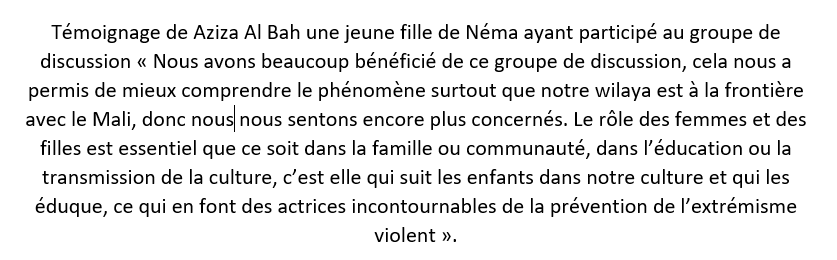 Témoignage de Aziza Al Bah une jeune fille de Néma ayant participé au groupe de
discussion « Nous avons beaucoup bénéficié de ce groupe de discussion, cela nous a
permis de mieux comprendre le phénomène surtout que notre wilaya est à la frontière
avec le Mali, donc nous nous sentons encore plus concernés. Le rôle des femmes et des
filles est essentiel que ce soit dans la famille ou communauté, dans l'éducation ou la
transmission de la culture, c'est elle qui suit les enfants dans notre culture et qui les
éduque, ce qui en font des actrices incontournables de la prévention de l'extrémisme
violent ».